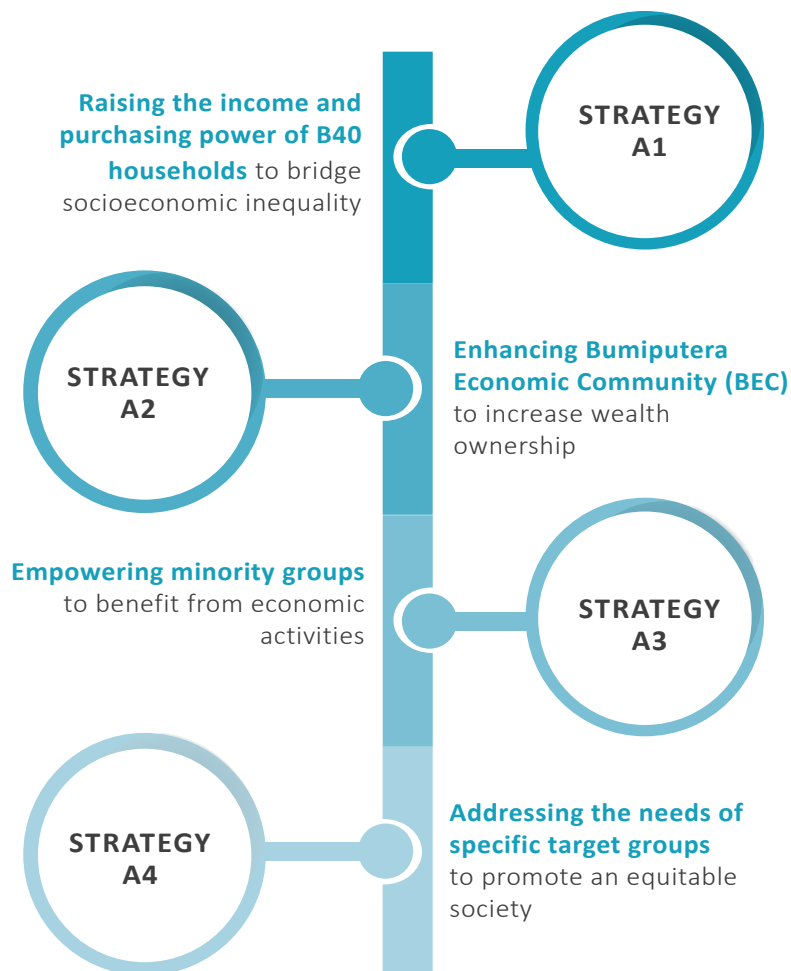 STRATEGY
A1
Raising the income and
purchasing power of B40
households to bridge
socioeconomic inequality
STRATEGY
A2
Enhancing Bumiputera
Economic Community (BEC)
to increase wealth
ownership
STRATEGY
A3
Empowering minority groups
to benefit from economic
activities
STRATEGY
A4
Addressing the needs of
specific target groups
to promote an equitable
society